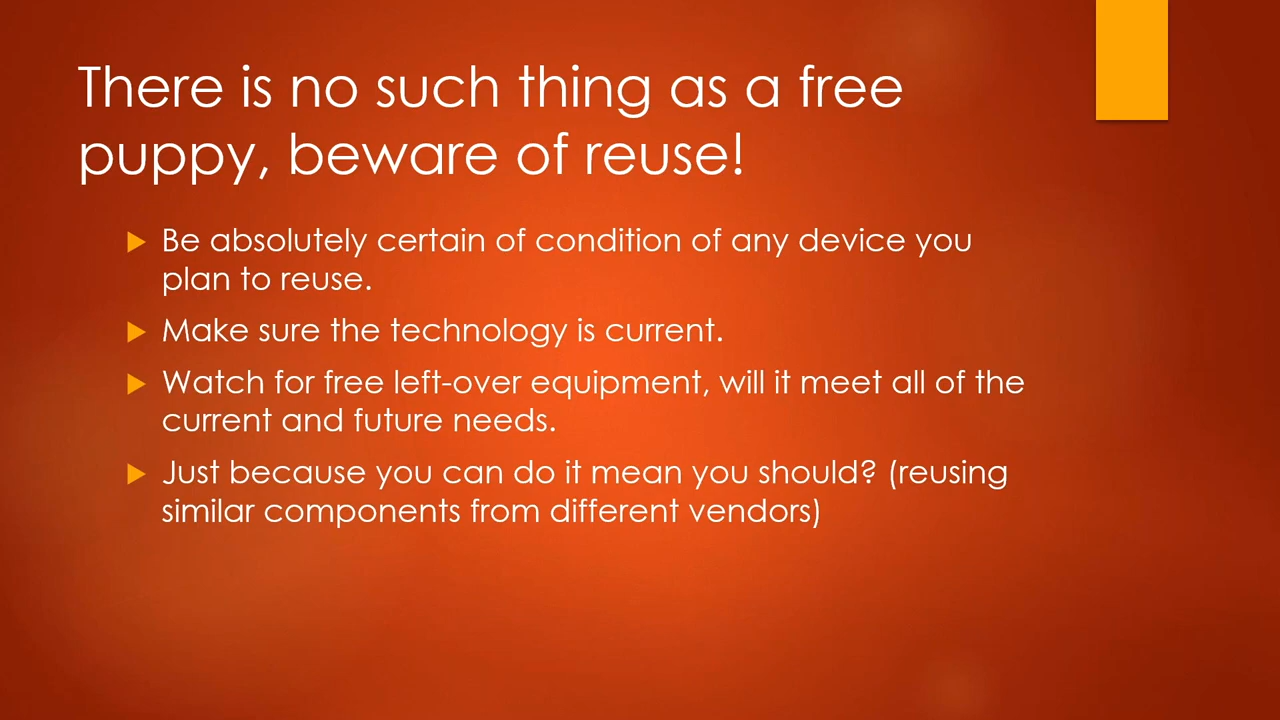 There is no such thing as a free
puppy, beware of reuse!
Be absolutely certain of condition of any device you
plan to reuse.
Make sure the technology is current.
Watch for free left-over equipment, will it meet all of the
current and future needs.
Just because you can do it mean you should? (reusing
similar components from different vendors)